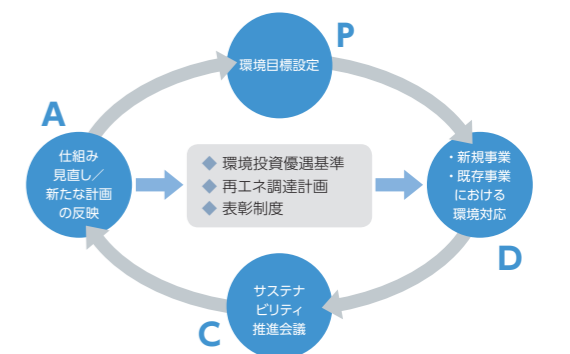 P
環境目標設定
A
仕組み
見直し／
新たな計画
の反映
◆ 環境投資優遇基準
◆ 再エネ調達計画
◆ 表彰制度
・新規事業
・既存事業
における
環境対応
D
サステナ
ビリティ
推進会議
C